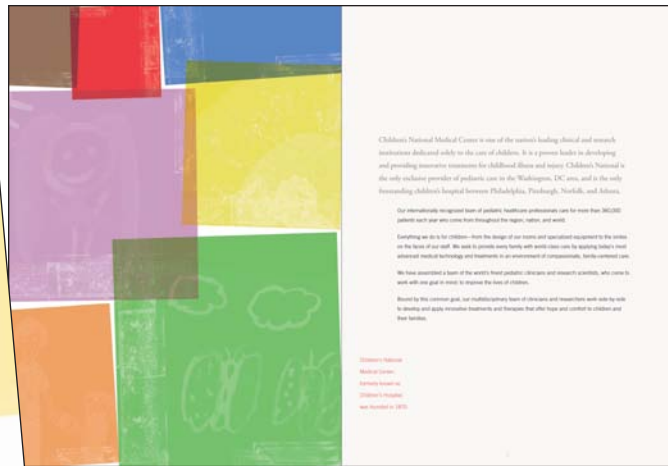 Children's National Medical Center is one of the nation's leading clinical and research
institutions dedicated solely to the care of children. It is a proven leader in developing
and providing innovative treatments for childhood illness and injury. Children's National is
the only exclusive provider of pediatric care in the Washington, DC area, and is the only
freestanding children's hospital between Philadelphia, Pittsburgh, Norfolk, and Atlanta.
Our internationally recognized team of pediatric healthcare professionals care for more than 360,000
patients each year who come from throughout the region, nation, and world.
Everything we do is for children—from the design of our rooms and specialized equipment to the smiles
on the faces of our staff. We seek to provide every family with world-class care by applying today's most
advanced medical technology and treatments in an environment of compassionate, family-centered care.
We have assembled a team of the world's finest pediatric clinicians and research scientists, who come to
work with one goal in mind: to improve the lives of children.
Bound by this common goal, our multidisciplinary team of clinicians and researchers work side-by-side
to develop and apply innovative treatments and therapies that offer hope and comfort to children and
their families.
Children's National
Medical Center,
formerly known as
Children's Hospital,
was founded in 1870.